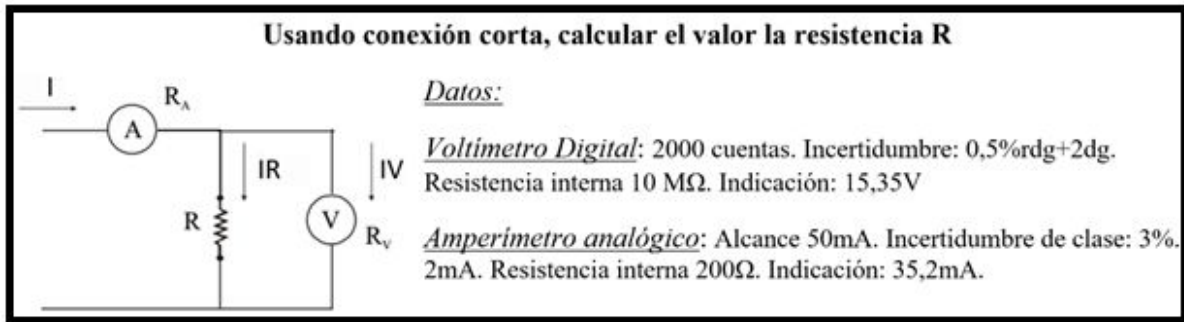 Usando conexión corta, calcular el valor la resistencia R
I
R_A
A
IR
IV
R
V
R_V
Datos:
Voltímetro Digital: 2000 cuentas. Incertidumbre: 0,5%rdg+2dg.
Resistencia interna 10 MΩ. Indicación: 15,35V
Amperímetro analógico: Alcance 50mA. Incertidumbre de clase: 3%.
2mA. Resistencia interna 200Ω. Indicación: 35,2mA.